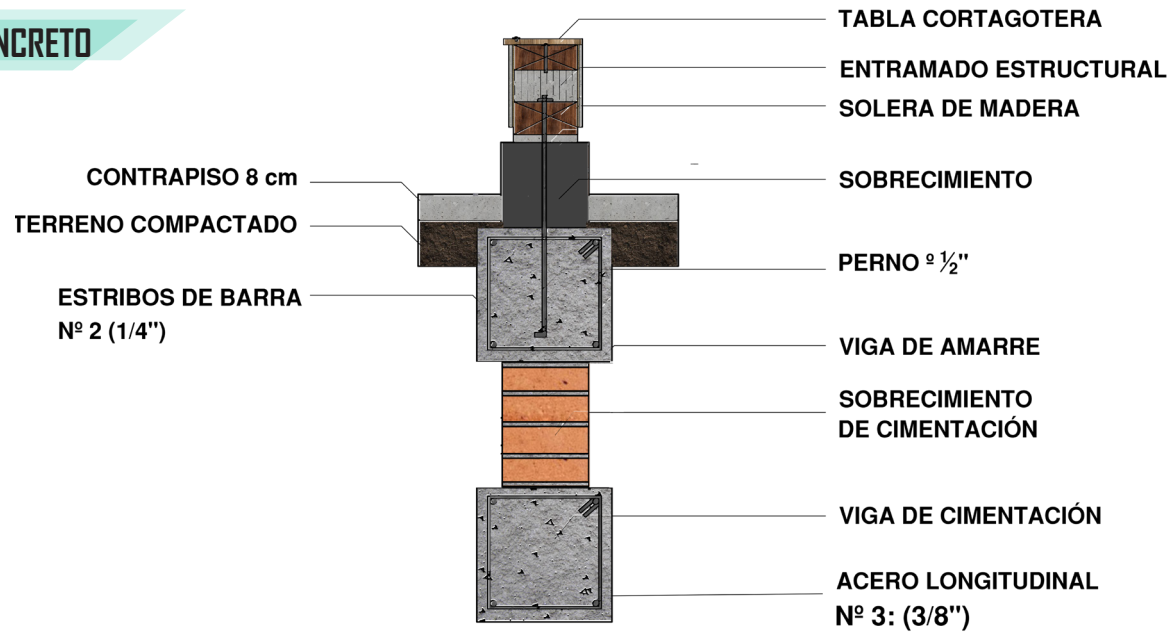 TABLA CORTAGOTERA
ENTRAMADO ESTRUCTURAL
SOLERA DE MADERA
CONTRAPISO 8 cm
SOBRECIMIENTO
TERRENO COMPACTADO
PERNO º ½"
ESTRIBOS DE BARRA
Nº 2 (1/4")
VIGA DE AMARRE
SOBRECIMIENTO
DE CIMENTACIÓN
VIGA DE CIMENTACIÓN
ACERO LONGITUDINAL
Nº 3: (3/8")